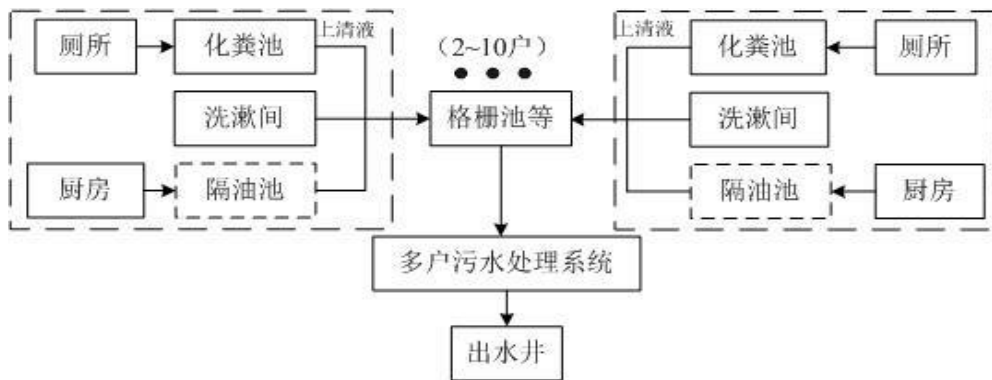 厕所
化粪池
上清液
洗漱间
厨房
隔油池
（2~10户）
格栅池等
上清液
化粪池
厕所
洗漱间
隔油池
厨房
多户污水处理系统
出水井